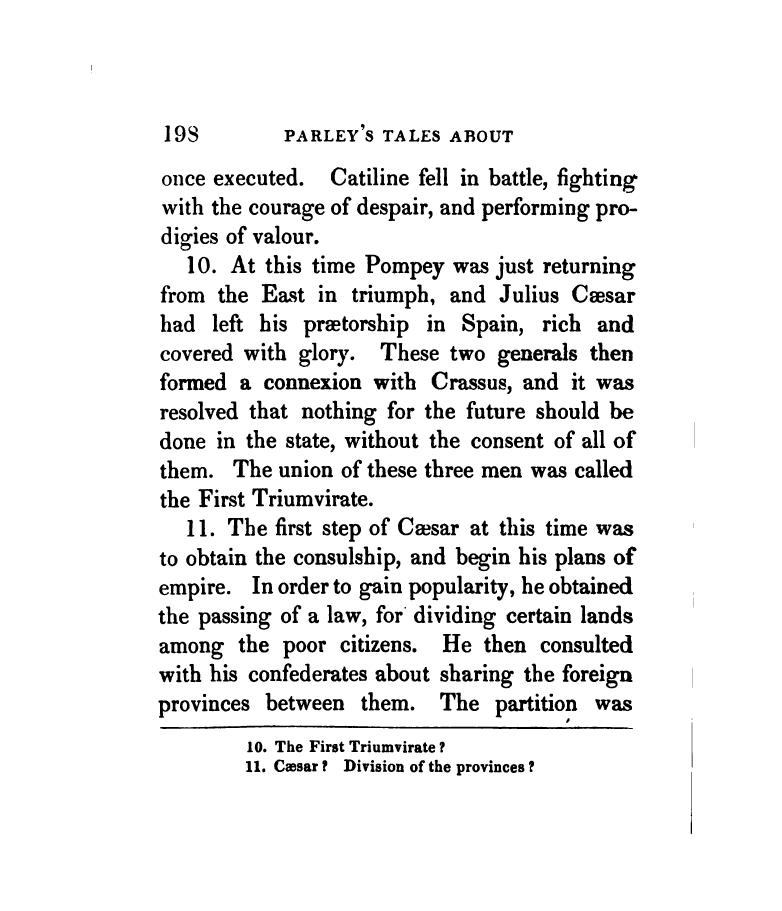 198 PARLEY'S TALES ABOUT
once executed. Catiline fell in battle, fighting
with the courage of despair, and performing pro-
digies of valour.
10. At this time Pompey was just returning
from the East in triumph, and Julius Cæsar
had left his prætorship in Spain, rich and
covered with glory. These two generals then
formed a connexion with Crassus, and it was
resolved that nothing for the future should be
done in the state, without the consent of all of
them. The union of these three men was called
the First Triumvirate.
11. The first step of Cæsar at this time was
to obtain the consulship, and begin his plans of
empire. In order to gain popularity, he obtained
the passing of a law, for dividing certain lands
among the poor citizens. He then consulted
with his confederates about sharing the foreign
provinces between them. The partition was
10. The First Triumvirate?
11. Cæsar? Division of the provinces?